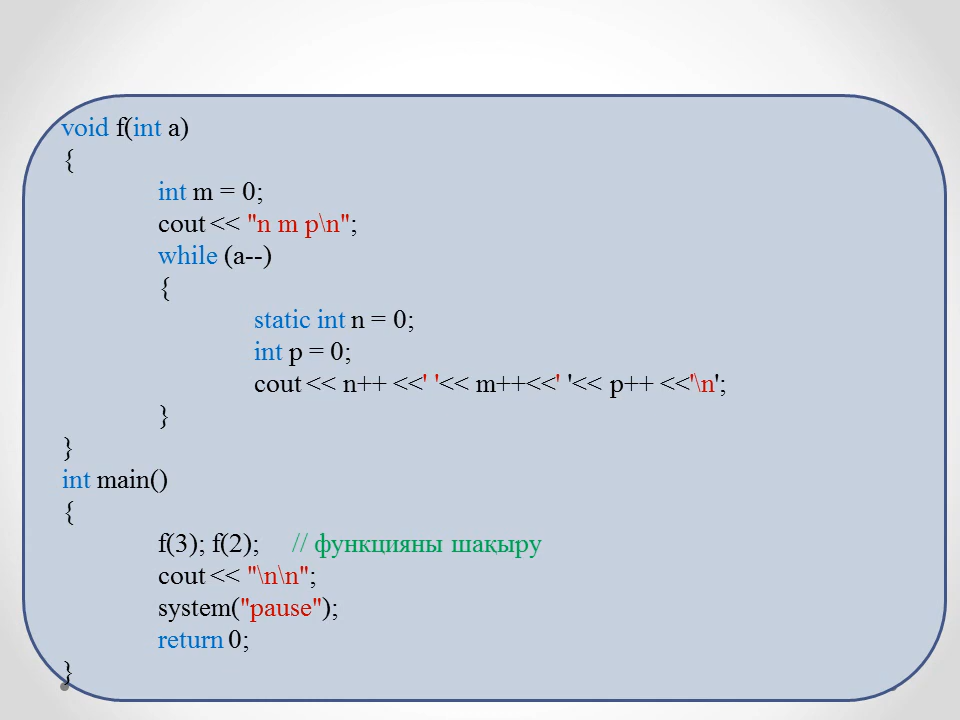 void f(int a)
{
int m = 0;
cout << "n m p\n";
while (a--)
{
static int n = 0;
int p = 0;
cout << n++ <<' '<< m++<<' '<< p++ <<'\n';
}
}
int main()
{
f(3); f(2); // функцияны шақыру
cout << "\n\n";
system("pause");
return 0;
}